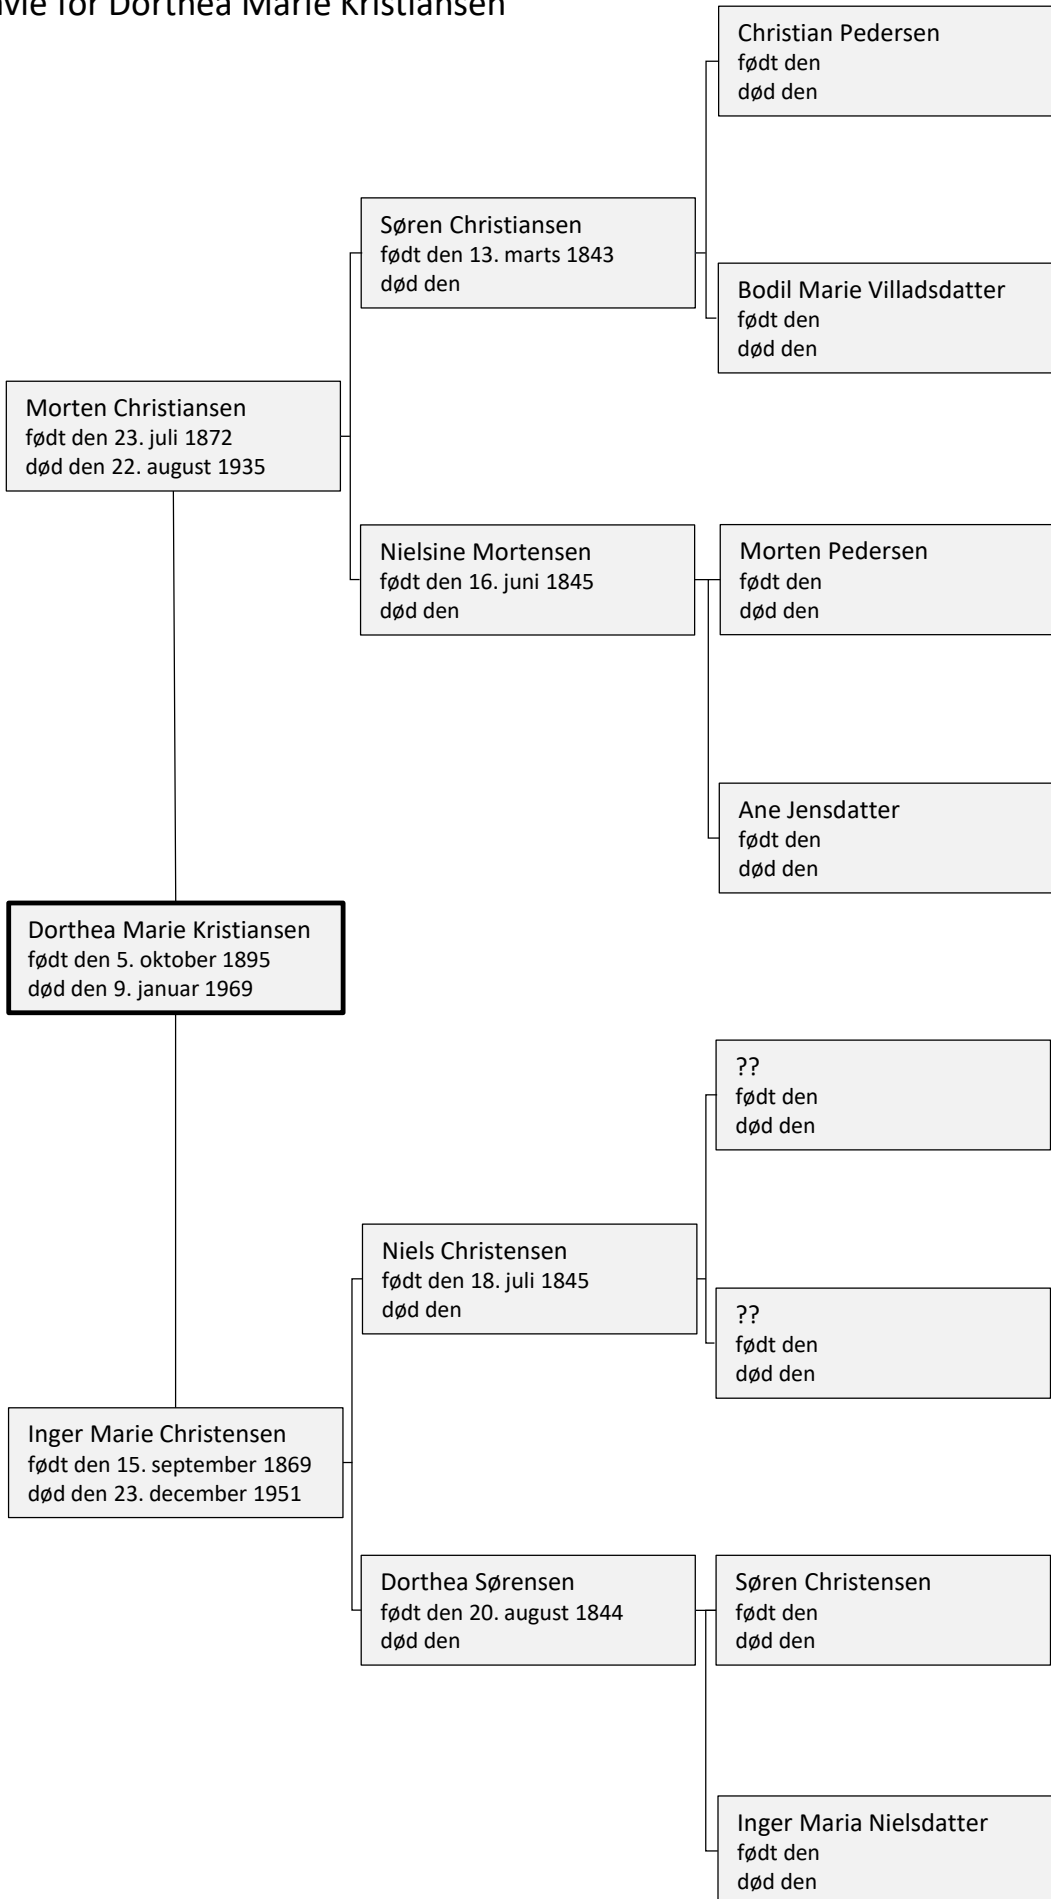 for Dorthea Marie Kristiansen
Christian Pedersen
født den
død den
Søren Christiansen
født den 13. marts 1843
død den
Bodil Marie Villadsdatter
født den
død den
Morten Christiansen
født den 23. juli 1872
død den 22. august 1935
Nielsine Mortensen
født den 16. juni 1845
død den
Morten Pedersen
født den
død den
Ane Jensdatter
født den
død den
Dorthea Marie Kristiansen
født den 5. oktober 1895
død den 9. januar 1969
??
født den
død den
Niels Christensen
født den 18. juli 1845
død den
??
født den
død den
Inger Marie Christensen
født den 15. september 1869
død den 23. december 1951
Dorthea Sørensen
født den 20. august 1844
død den
Søren Christensen
født den
død den
Inger Maria Nielsdatter
født den
død den